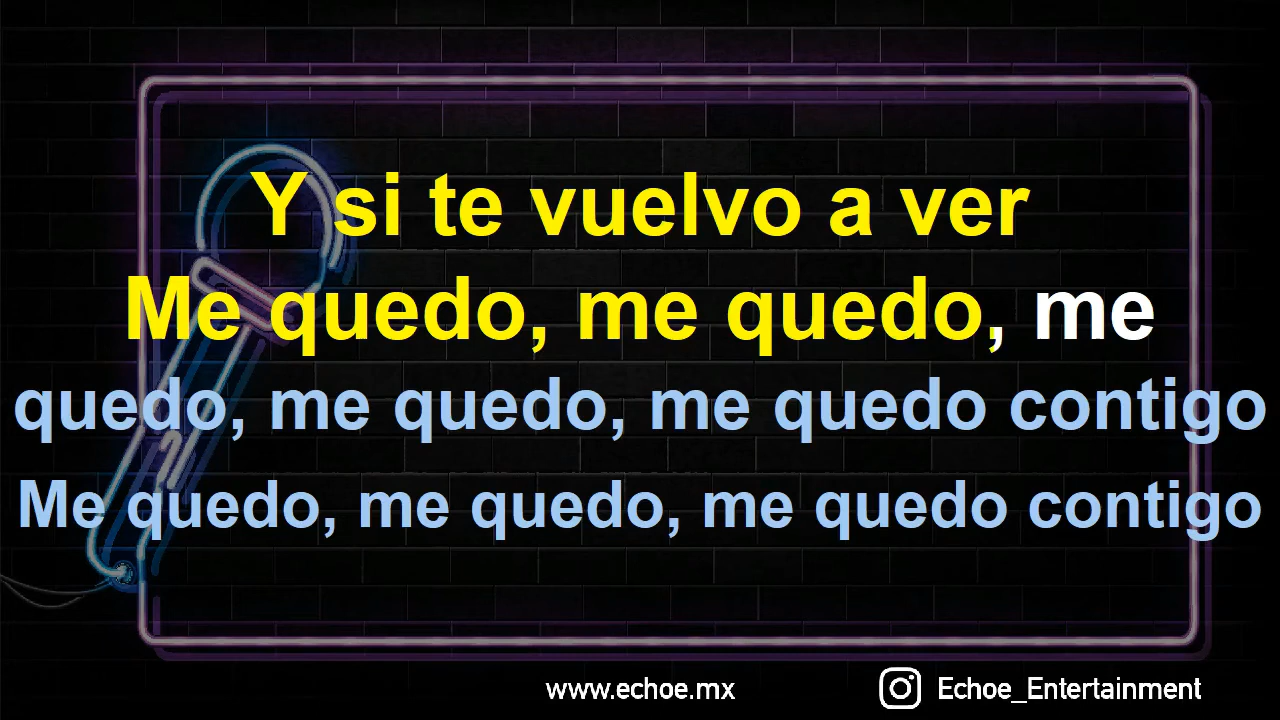 Y si te vuelvo a ver
Me quedo, me quedo, me
quedo, me quedo, me quedo contigo
Me quedo, me quedo, me quedo contigo
www.echoe.mx
Echoe_Entertainment